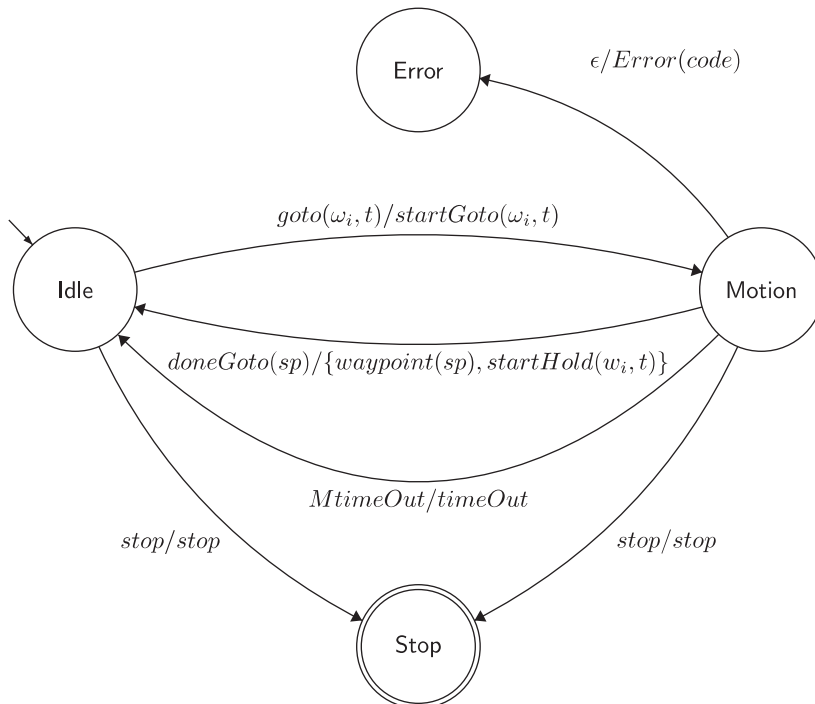 Error
ϵ/Error(code)
goto(ω_i, t)/startGoto(ω_i, t)
Idle
Motion
doneGoto(sp)/{waypoint(sp), startHold(w_i, t)}
MtimeOut/timeOut
stop/stop
stop/stop
Stop